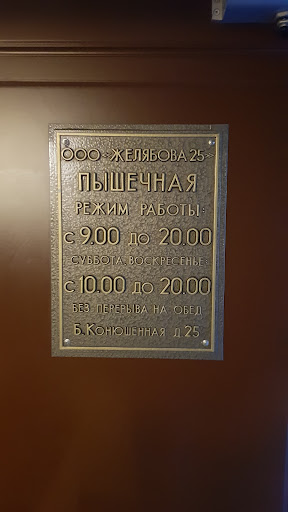 ООО «ЖЕЛЯБОВА 25»
ПЫШЕЧНАЯ
РЕЖИМ РАБОТЫ:
С 9.00 ДО 20.00
СУББОТА, ВОСКРЕСЕНЬЕ:
С 10.00 ДО 20.00
БЕЗ ПЕРЕРЫВА НА ОБЕД
Б.КОНЮШЕННАЯ Д.25